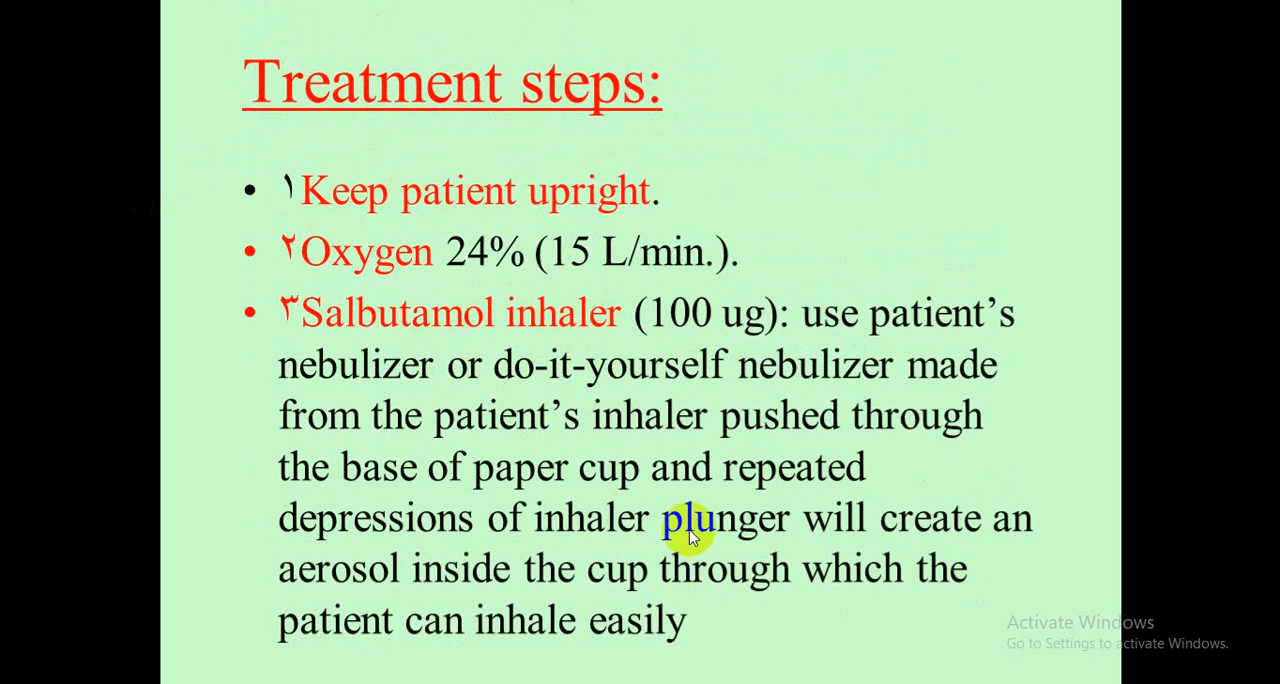 Treatment steps:
• ١Keep patient upright.
• ٢Oxygen 24% (15 L/min.).
• ٣Salbutamol inhaler (100 ug): use patient’s
nebulizer or do-it-yourself nebulizer made
from the patient’s inhaler pushed through
the base of paper cup and repeated
depressions of inhaler plunger will create an
aerosol inside the cup through which the
patient can inhale easily
Activate Windows
Go to Settings to activate Windows.